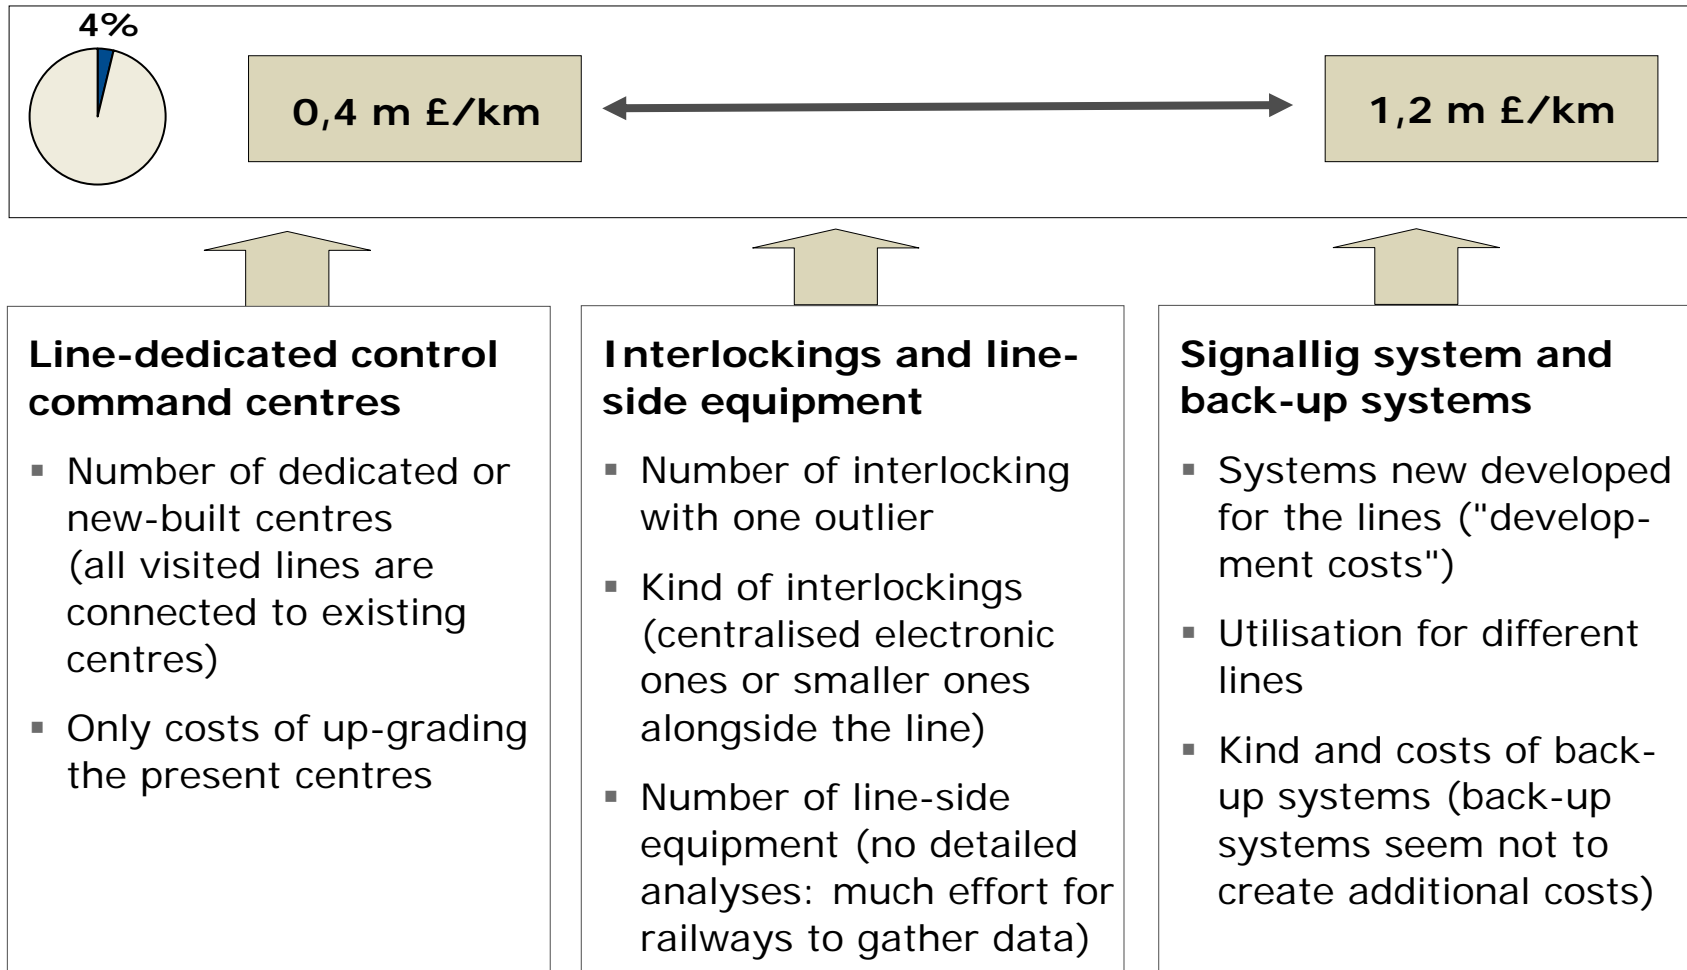 4%
0,4 m £/km
1,2 m £/km
Line-dedicated control
command centres
▪ Number of dedicated or
new-built centres
(all visited lines are
connected to existing
centres)
▪ Only costs of up-grading
the present centres
Interlockings and line-
side equipment
▪ Number of interlocking
with one outlier
▪ Kind of interlockings
(centralised electronic
ones or smaller ones
alongside the line)
▪ Number of line-side
equipment (no detailed
analyses: much effort for
railways to gather data)
Signallig system and
back-up systems
▪ Systems new developed
for the lines ("develop-
ment costs")
▪ Utilisation for different
lines
▪ Kind and costs of back-
up systems (back-up
systems seem not to
create additional costs)